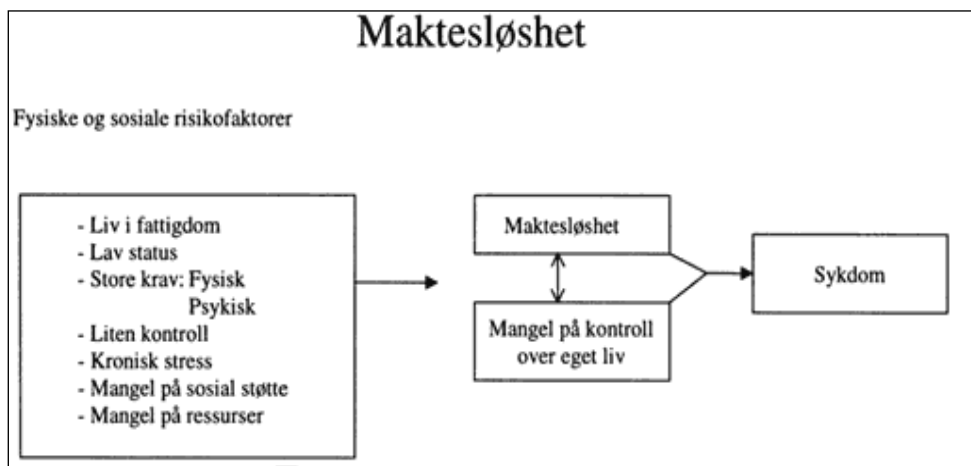 Maktesløshet
Fysiske og sosiale risikofaktorer
- Liv i fattigdom
- Lav status
- Store krav: Fysisk
Psykisk
- Liten kontroll
- Kronisk stress
- Mangel på sosial støtte
- Mangel på ressurser
Maktesløshet
Mangel på kontroll
over eget liv
Sykdom